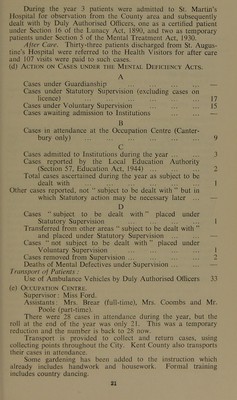 During the year 3 patients were admitted to St. Martin's
Hospital for observation from the County area and subsequently
dealt with by Duly Authorised Officers, one as a certified patient
under Section 16 of the Lunacy Act, 1890, and two as temporary
patients under Section 5 of the Mental Treatment Act, 1930.
After Care. Thirty-three patients discharged from St. Augus-
tine's Hospital were referred to the Health Visitors for after care
and 107 visits were paid to such cases.
(d) ACTION ON CASES UNDER THE MENTAL DEFICIENCY ACTS.
A
Cases under Guardianship ... ... ... ... —
Cases under Statutory Supervision (excluding cases on
licence) ... ... ... ... ... 17
Cases under Voluntary Supervision ... ... ... 15
Cases awaiting admission to Institutions ... ... —
B
Cases in attendance at the Occupation Centre (Canter-
bury only) ... ... ... ... ... 9
C
Cases admitted to Institutions during the year ... ... 3
Cases reported by the Local Education Authority
(Section 57, Education Act, 1944) ... ... ... 2
Total cases ascertained during the year as subject to be
dealt with ... ... ... ... ... 1
Other cases reported, not " subject to be dealt with " but in
which Statutory action may be necessary later ... —
D
Cases " subject to be dealt with " placed under
Statutory Supervision ... ... ... ... 1
Transferred from other areas " subject to be dealt with "
and placed under Statutory Supervision ... ... —
Cases " not subject to be dealt with " placed under
Voluntary Supervision ... ... ... ... 1
Cases removed from Supervision ... ... ... 2
Deaths of Mental Defectives under Supervision ... ... —
Transport of Patients :
Use of Ambulance Vehicles by Duly Authorised Officers 33
(e) OCCUPATION CENTRE.
Supervisor : Miss Ford.
Assistants: Mrs. Brear (full-time), Mrs. Coombs and Mr.
Poole (part-time).
There were 28 cases in attendance during the year, but the
roll at the end of the year was only 21. This was a temporary
reduction and the number is back to 28 now.
Transport is provided to collect and return cases, using
collecting points throughout the City. Kent County also transports
their cases in attendance.
Some gardening has been added to the instruction which
already includes handwork and housework. Formal training
includes country dancing.
21